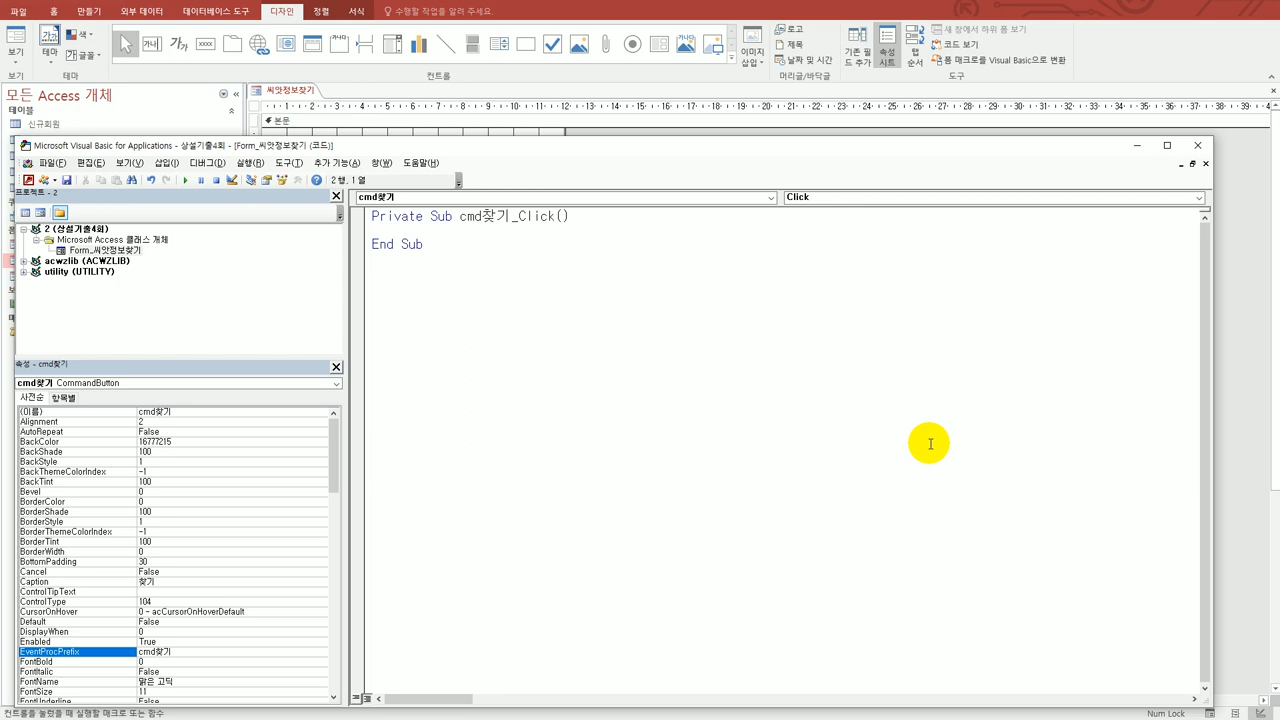 파일 홈 만들기 외부 데이터 데이터베이스 도구 디자인 정렬 서식 수행할 작업을 알려 주세요.
보기 테마 색 글꼴 로고 제목 날짜 및 시간 이미지 삽입 기존 필드 추가 속성 시트 탭 순서 새 창에서 하위 폼 보기 코드 보기 폼 매크로를 Visual Basic으로 변환
보기 테마 컨트롤 머리글/바닥글 도구
모든 Access 개체 씨앗정보찾기
테이블
신규회원 본문
Microsoft Visual Basic for Applications - 상설기출4회 - [Form_씨앗정보찾기 (코드)]
파일(F) 편집(E) 보기(V) 삽입(I) 디버그(D) 실행(R) 도구(T) 추가 기능(A) 창(W) 도움말(H)
2행, 1열
프로젝트 - 2
cmd찾기 Click
Private Sub cmd찾기_Click()
End Sub
2 (상설기출4회)
Microsoft Access 클래스 개체
Form_씨앗정보찾기
acwzlib (ACWZLIB)
utility (UTILITY)
속성 - cmd찾기
cmd찾기 CommandButton
사전순 항목별
(이름) cmd찾기
Alignment 2
AutoRepeat False
BackColor 16777215
BackShade 100
BackStyle 1
BackThemeColorIndex -1
BackTint 100
Bevel 0
BorderColor 0
BorderShade 100
BorderStyle 1
BorderThemeColorIndex -1
BorderTint 100
BorderWidth 0
BottomPadding 30
Cancel False
Caption 찾기
ControlTipText
ControlType 104
CursorOnHover 0 - acCursorOnHoverDefault
Default False
DisplayWhen 0
Enabled True
EventProcPrefix cmd찾기
FontBold 0
FontItalic False
FontName 맑은 고딕
FontSize 11
FontUnderline False
컨트롤을 눌렀을 때 실행할 매크로 또는 함수 Num Lock